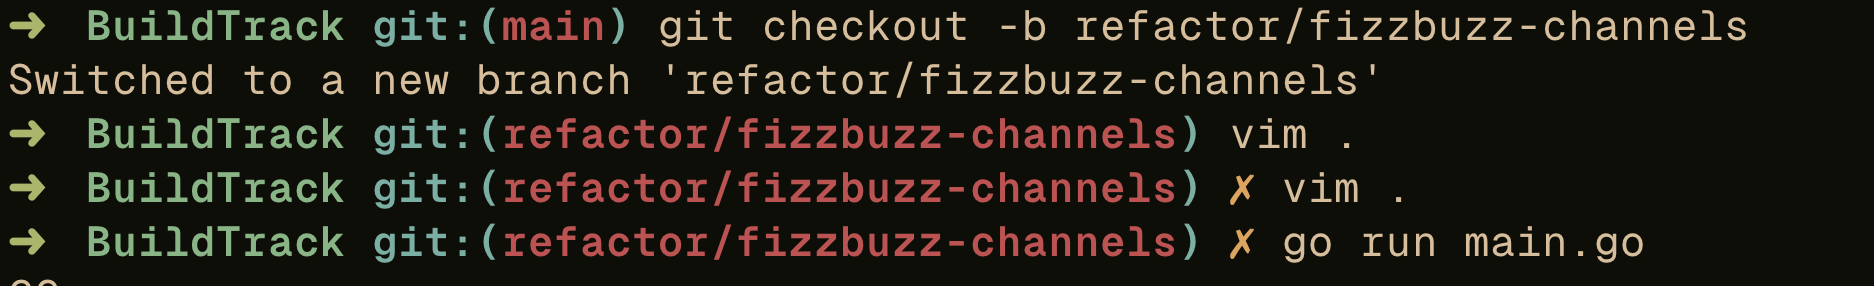 ➜ BuildTrack git:(main) git checkout -b refactor/fizzbuzz-channels
Switched to a new branch 'refactor/fizzbuzz-channels'
➜ BuildTrack git:(refactor/fizzbuzz-channels) vim .
➜ BuildTrack git:(refactor/fizzbuzz-channels) ✗ vim .
➜ BuildTrack git:(refactor/fizzbuzz-channels) ✗ go run main.go